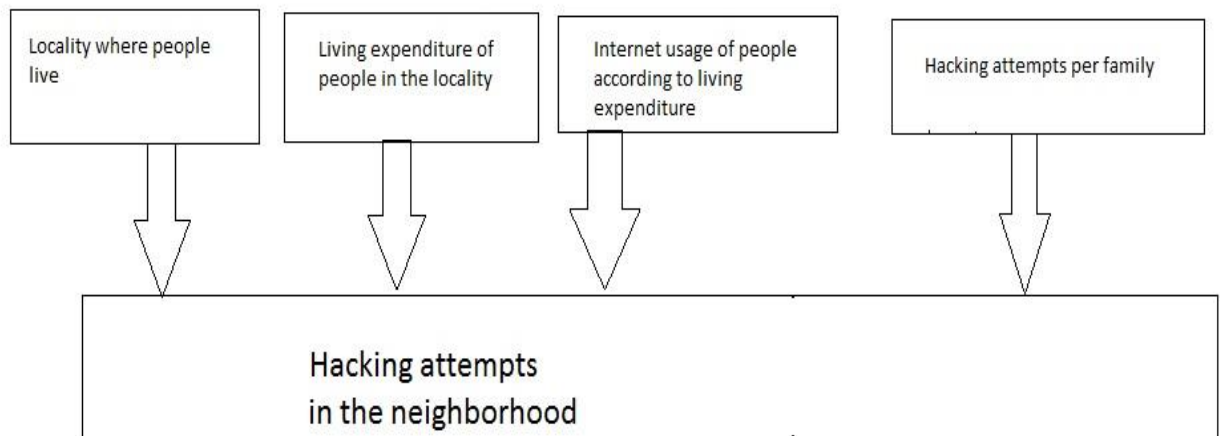 Locality where people
live
Living expenditure of
people in the locality
Internet usage of people
according to living
expenditure
Hacking attempts per family
Hacking attempts
in the neighborhood